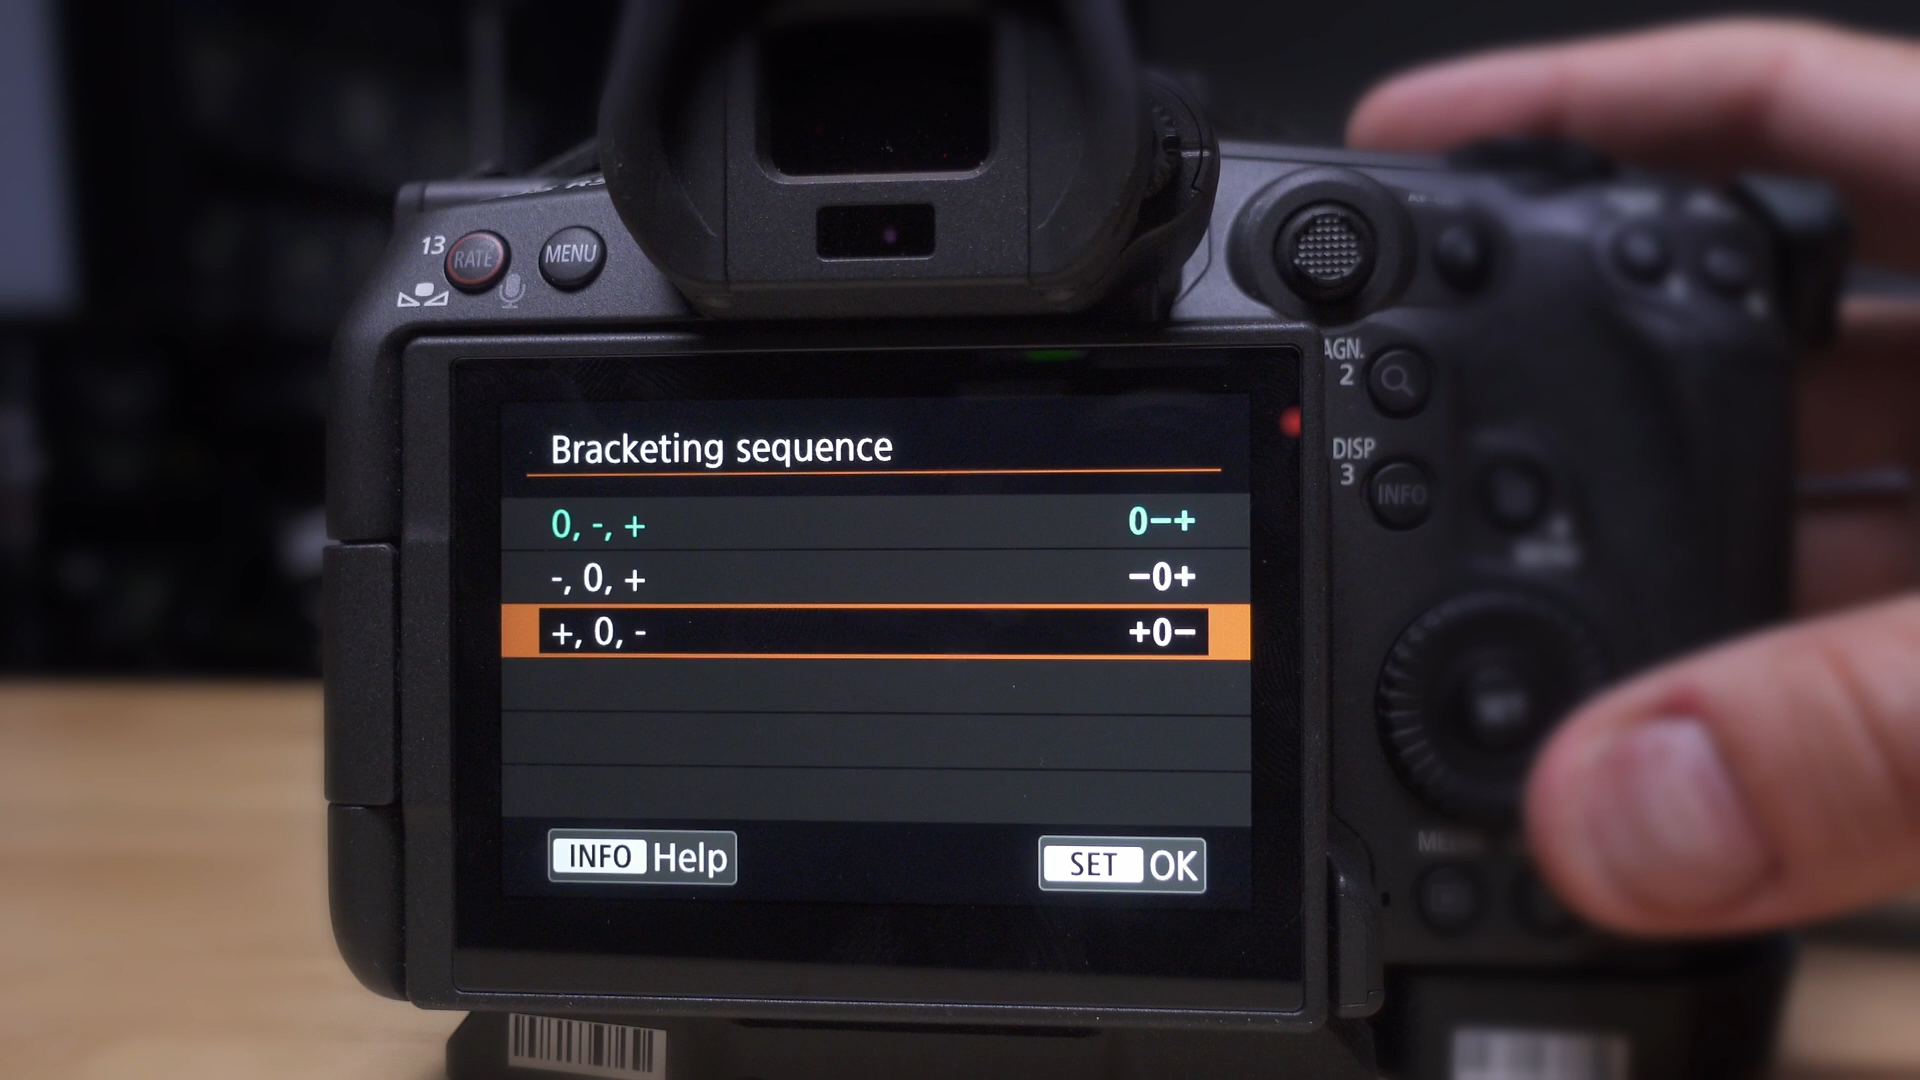 13
RATE
MENU
AGN.
2
DISP
3
INFO
Bracketing sequence
0, -, + 0−+
-, 0, + −0+
+, 0, - +0−
INFO Help
SET OK